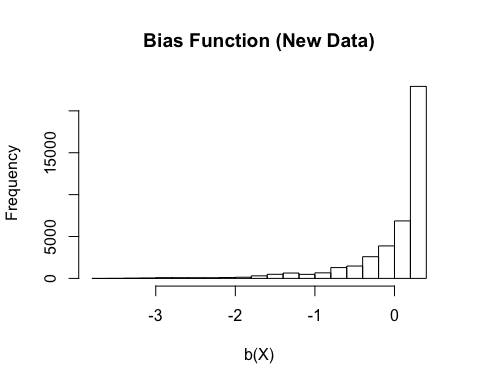 Bias Function (New Data)
Frequency
15000
5000
0
-3 -2 -1 0
b(X)